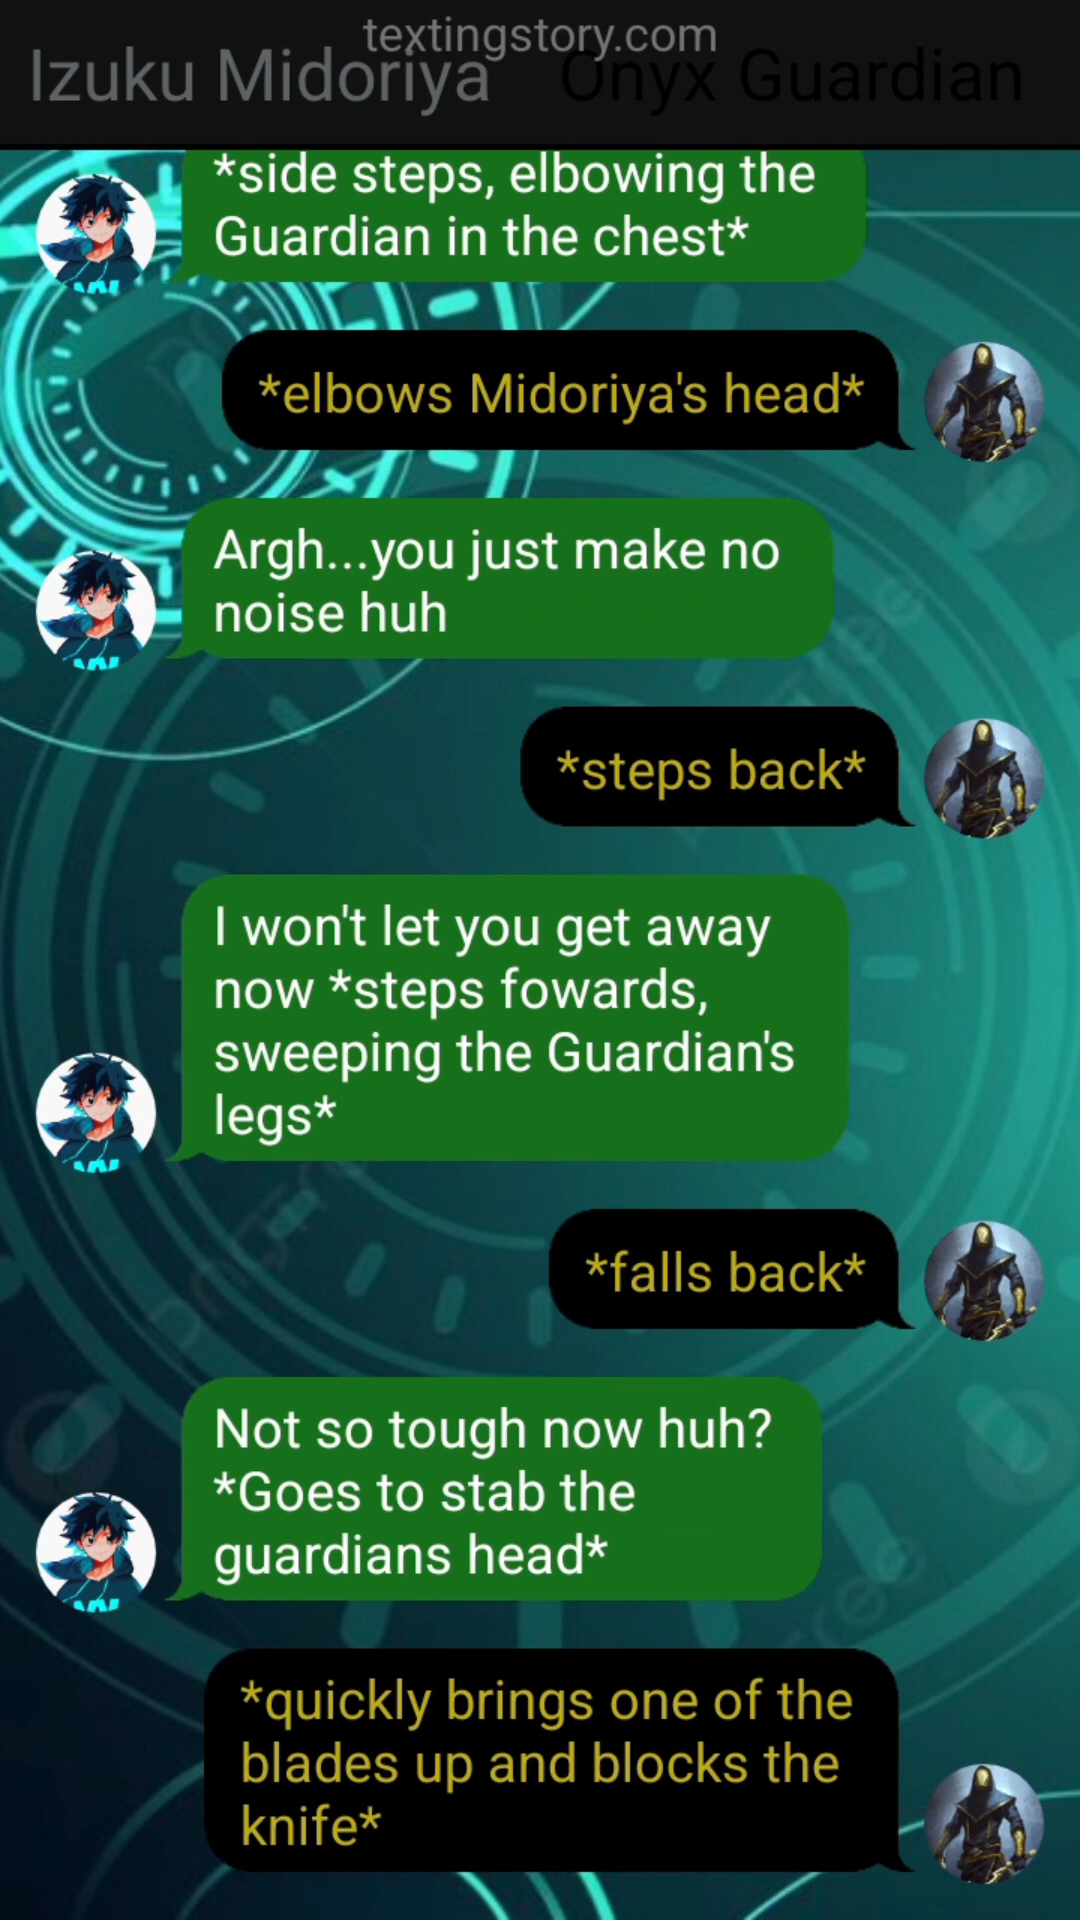 textingstory.com
Izuku Midoriya Onyx Guardian
*side steps, elbowing the
Guardian in the chest*
*elbows Midoriya's head*
Argh...you just make no
noise huh
*steps back*
I won't let you get away
now *steps fowards,
sweeping the Guardian's
legs*
*falls back*
Not so tough now huh?
*Goes to stab the
guardians head*
*quickly brings one of the
blades up and blocks the
knife*